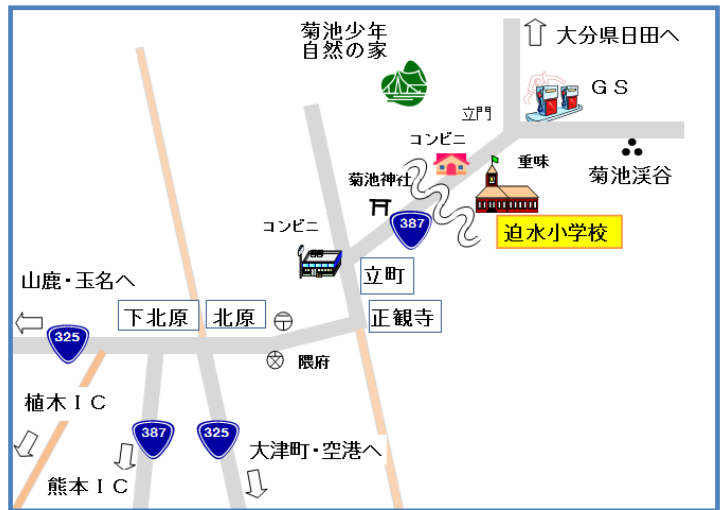 菊池少年
自然の家
大分県日田へ
GS
立門
コンビニ
重味
菊池渓谷
菊池神社
387
迫水小学校
コンビニ
立町
山鹿・玉名へ
下北原
北原
正観寺
325
隈府
植木IC
387
325
大津町・空港へ
熊本IC